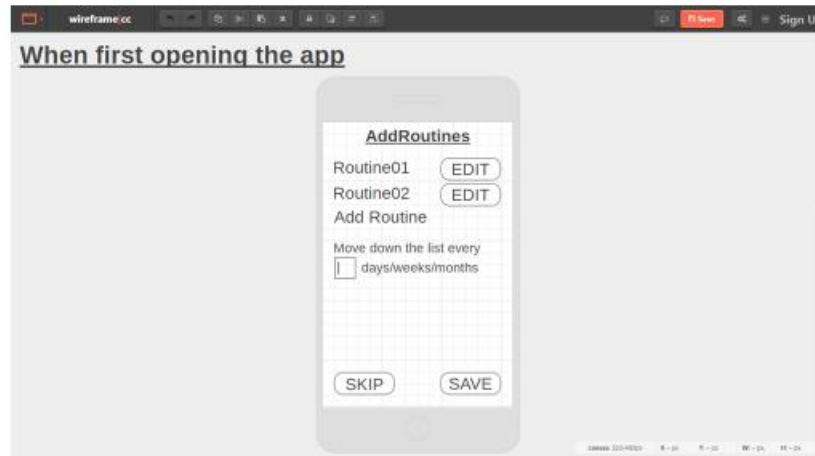 wireframe|cc
Save
Sign U
When first opening the app
AddRoutines
Routine01 EDIT
Routine02 EDIT
Add Routine
Move down the list every
days/weeks/months
SKIP SAVE